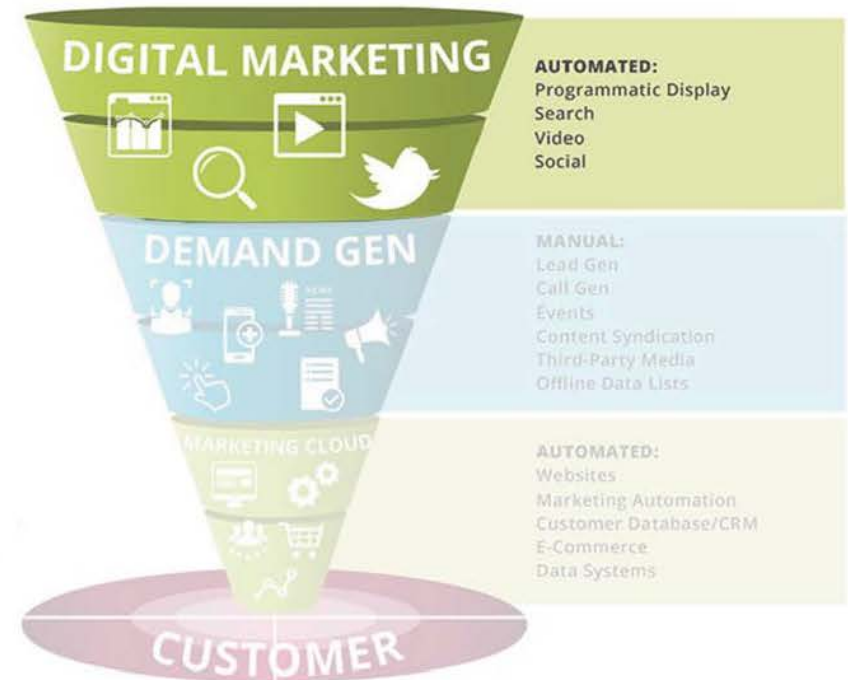 DIGITAL MARKETING
AUTOMATED:
Programmatic Display
Search
Video
Social
DEMAND GEN
NEWS
MANUAL:
Lead Gen
Call Gen
Events
Content Syndication
Third-Party Media
Offline Data Lists
MARKETING CLOUD
AUTOMATED:
Websites
Marketing Automation
Customer Database/CRM
E-Commerce
Data Systems
CUSTOMER